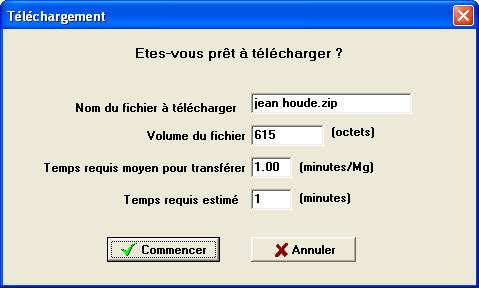 Téléchargement
Etes-vous prêt à télécharger ?
Nom du fichier à télécharger jean houde.zip
Volume du fichier 615 (octets)
Temps requis moyen pour transférer 1.00 (minutes/Mg)
Temps requis estimé 1 (minutes)
Commencer Annuler